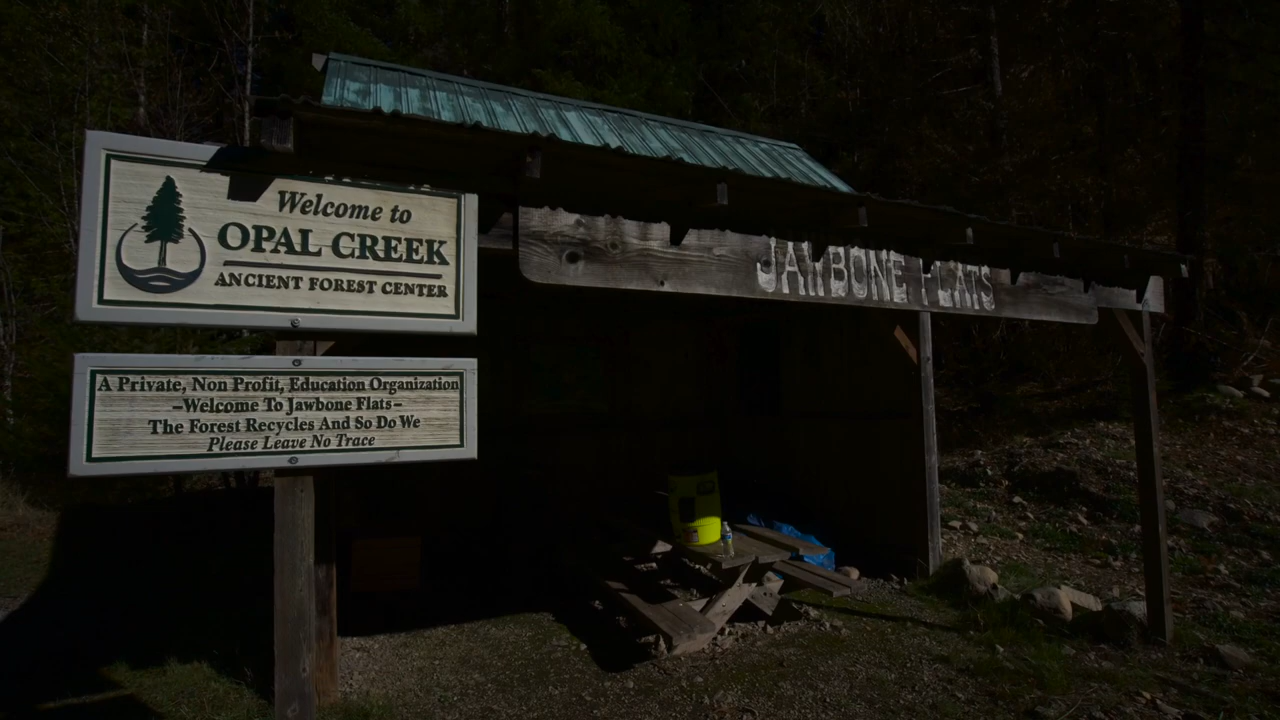 Welcome to
OPAL CREEK
ANCIENT FOREST CENTER
A Private, Non Profit, Education Organization
–Welcome To Jawbone Flats–
The Forest Recycles And So Do We
Please Leave No Trace
JAWBONE FLATS